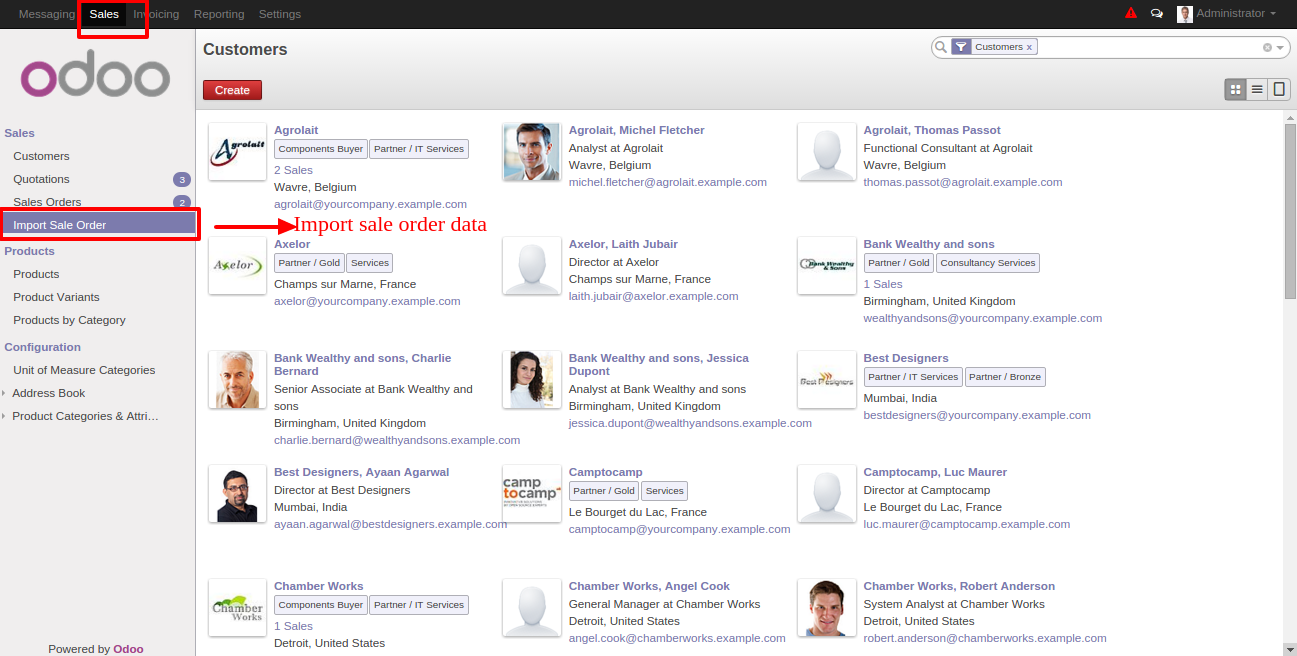 Messaging Sales Invoicing Reporting Settings Administrator
odoo
Customers
Customers x
Create
Sales
Customers
Quotations 3
Sales Orders 2
Import Sale Order
Products
Products
Product Variants
Products by Category
Configuration
Unit of Measure Categories
Address Book
Product Categories & Attri...
Powered by Odoo
Import sale order data
Agrolait
Agrolait
Components Buyer Partner / IT Services
2 Sales
Wavre, Belgium
agrolait@yourcompany.example.com
Agrolait, Michel Fletcher
Analyst at Agrolait
Wavre, Belgium
michel.fletcher@agrolait.example.com
Agrolait, Thomas Passot
Functional Consultant at Agrolait
Wavre, Belgium
thomas.passot@agrolait.example.com
Axelor
Axelor
Partner / Gold Services
Champs sur Marne, France
axelor@yourcompany.example.com
Axelor, Laith Jubair
Director at Axelor
Champs sur Marne, France
laith.jubair@axelor.example.com
Bank Wealthy
& Sons
Bank Wealthy and sons
Partner / Gold Consultancy Services
1 Sales
Birmingham, United Kingdom
wealthyandsons@yourcompany.example.com
Bank Wealthy and sons, Charlie
Bernard
Senior Associate at Bank Wealthy and
sons
Birmingham, United Kingdom
charlie.bernard@wealthyandsons.example.com
Bank Wealthy and sons, Jessica
Dupont
Analyst at Bank Wealthy and sons
Birmingham, United Kingdom
jessica.dupont@wealthyandsons.example.com
Best Designers
Best Designers
Partner / IT Services Partner / Bronze
Mumbai, India
bestdesigners@yourcompany.example.com
Best Designers, Ayaan Agarwal
Director at Best Designers
Mumbai, India
ayaan.agarwal@bestdesigners.example.com
camp
tocamp
Camptocamp
Partner / Gold Services
Le Bourget du Lac, France
camptocamp@yourcompany.example.com
Camptocamp, Luc Maurer
Director at Camptocamp
Le Bourget du Lac, France
luc.maurer@camptocamp.example.com
Chamber
Works
Chamber Works
Components Buyer Partner / IT Services
1 Sales
Detroit, United States
Chamber Works, Angel Cook
General Manager at Chamber Works
Detroit, United States
angel.cook@chamberworks.example.com
Chamber Works, Robert Anderson
System Analyst at Chamber Works
Detroit, United States
robert.anderson@chamberworks.example.com